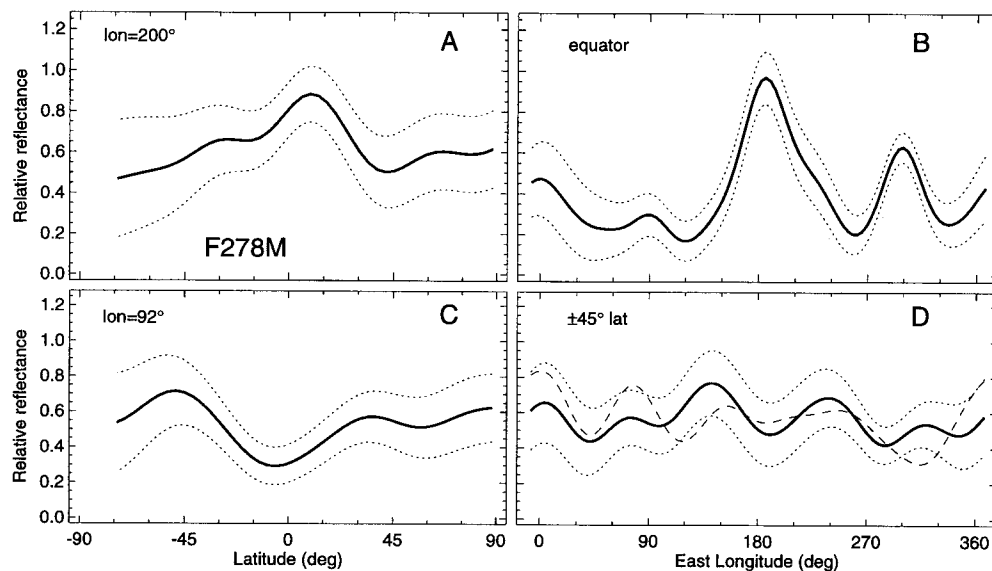 lon=200°
A
Relative reflectance
1.2
1.0
0.8
0.6
0.4
0.2
0.0
F278M
equator
B
lon=92°
C
Relative reflectance
1.2
1.0
0.8
0.6
0.4
0.2
0.0
-90
-45
0
45
90
Latitude (deg)
±45° lat
D
0
90
180
270
360
East Longitude (deg)